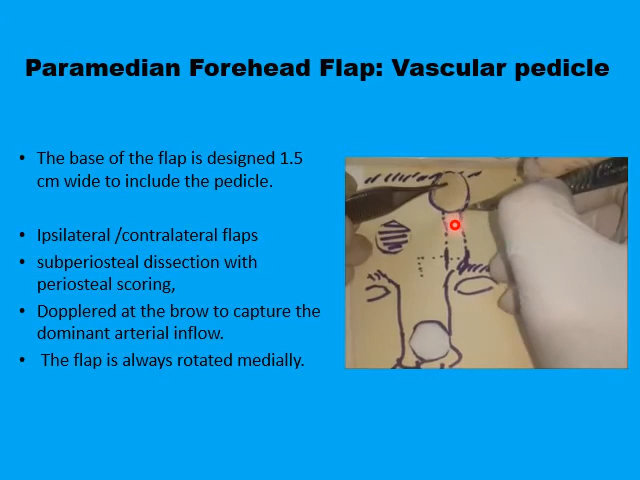 Paramedian Forehead Flap: Vascular pedicle
• The base of the flap is designed 1.5
cm wide to include the pedicle.
• Ipsilateral /contralateral flaps
• subperiosteal dissection with
periosteal scoring,
• Dopplered at the brow to capture the
dominant arterial inflow.
• The flap is always rotated medially.